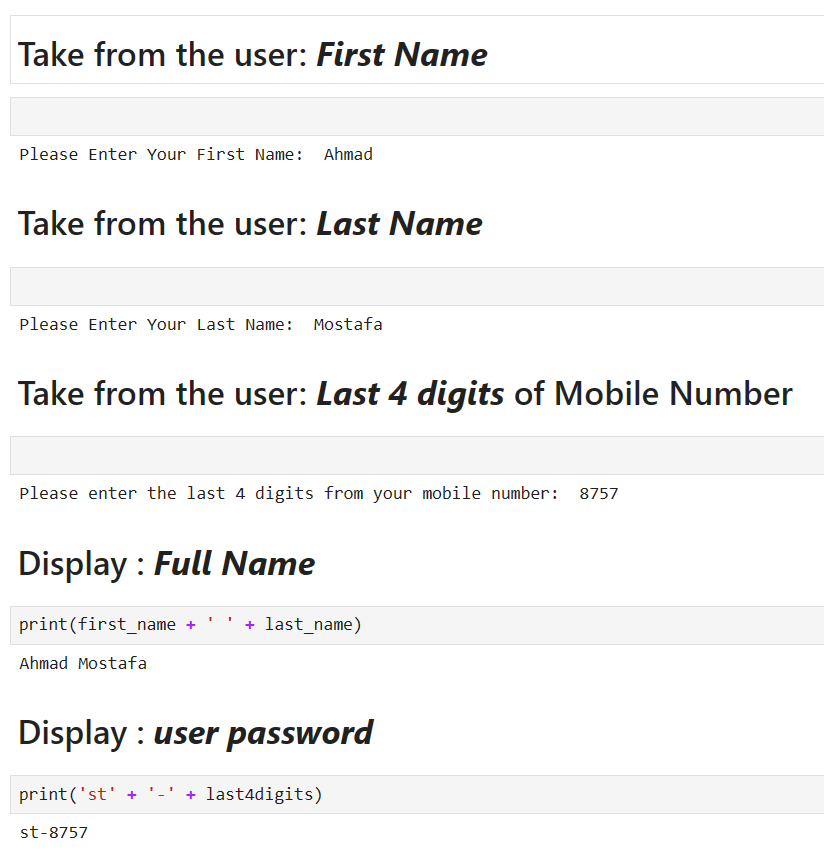 Take from the user: First Name
Please Enter Your First Name:  Ahmad
Take from the user: Last Name
Please Enter Your Last Name:  Mostafa
Take from the user: Last 4 digits of Mobile Number
Please enter the last 4 digits from your mobile number:  8757
Display : Full Name
print(first_name + ' ' + last_name)
Ahmad Mostafa
Display : user password
print('st' + '-' + last4digits)
st-8757